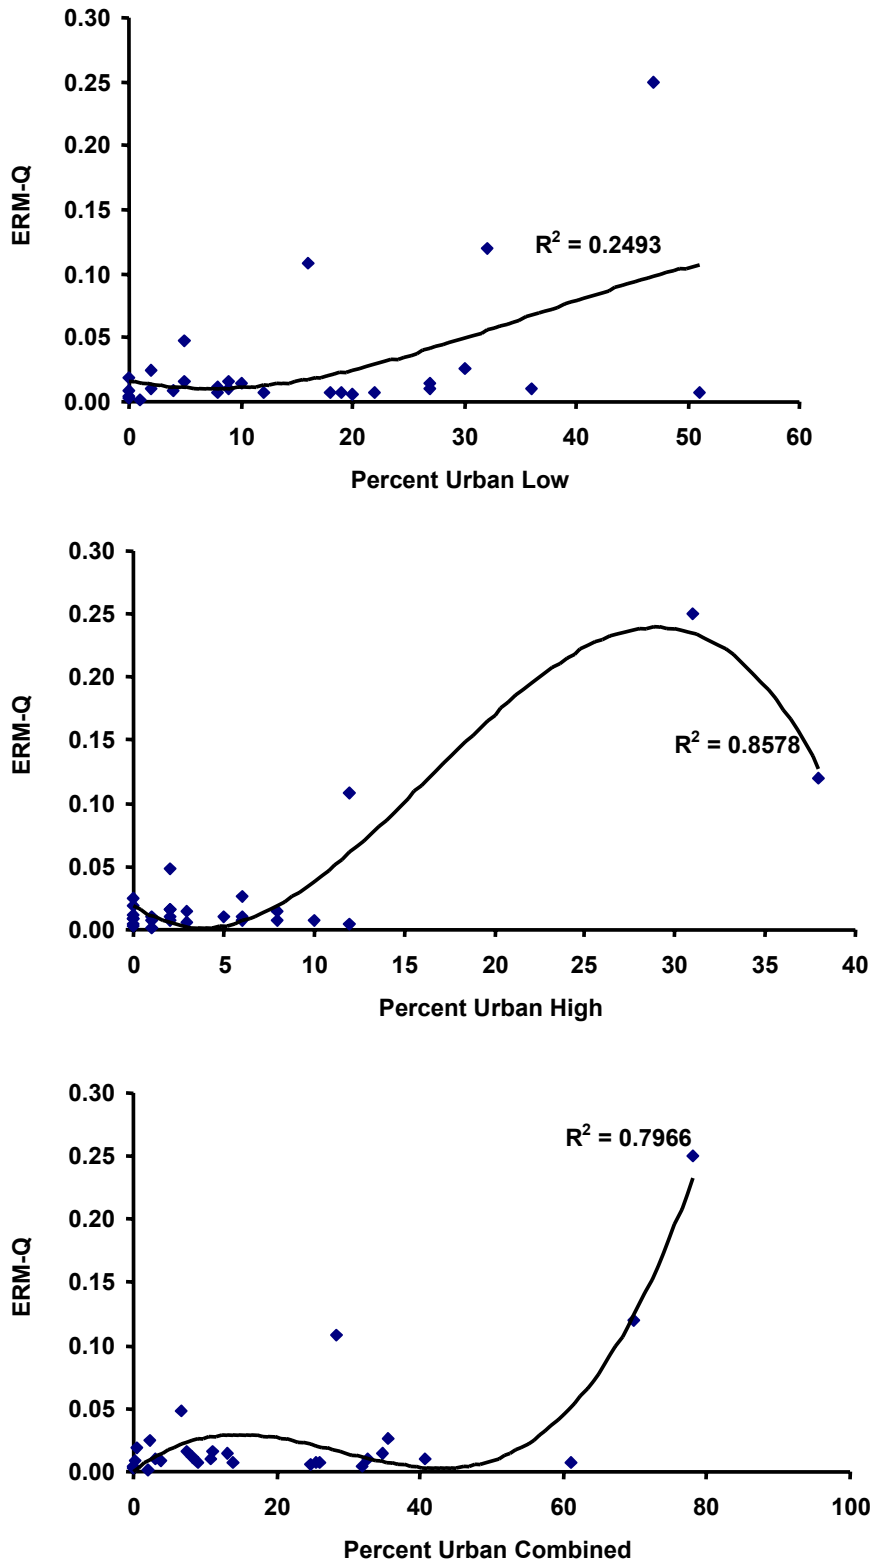 0.30
0.25
0.20
0.15
0.10
0.05
0.00
ERM-Q
R² = 0.2493
0 10 20 30 40 50 60
Percent Urban Low
0.30
0.25
0.20
0.15
0.10
0.05
0.00
ERM-Q
R² = 0.8578
0 5 10 15 20 25 30 35 40
Percent Urban High
0.30
0.25
0.20
0.15
0.10
0.05
0.00
ERM-Q
R² = 0.7966
0 20 40 60 80 100
Percent Urban Combined